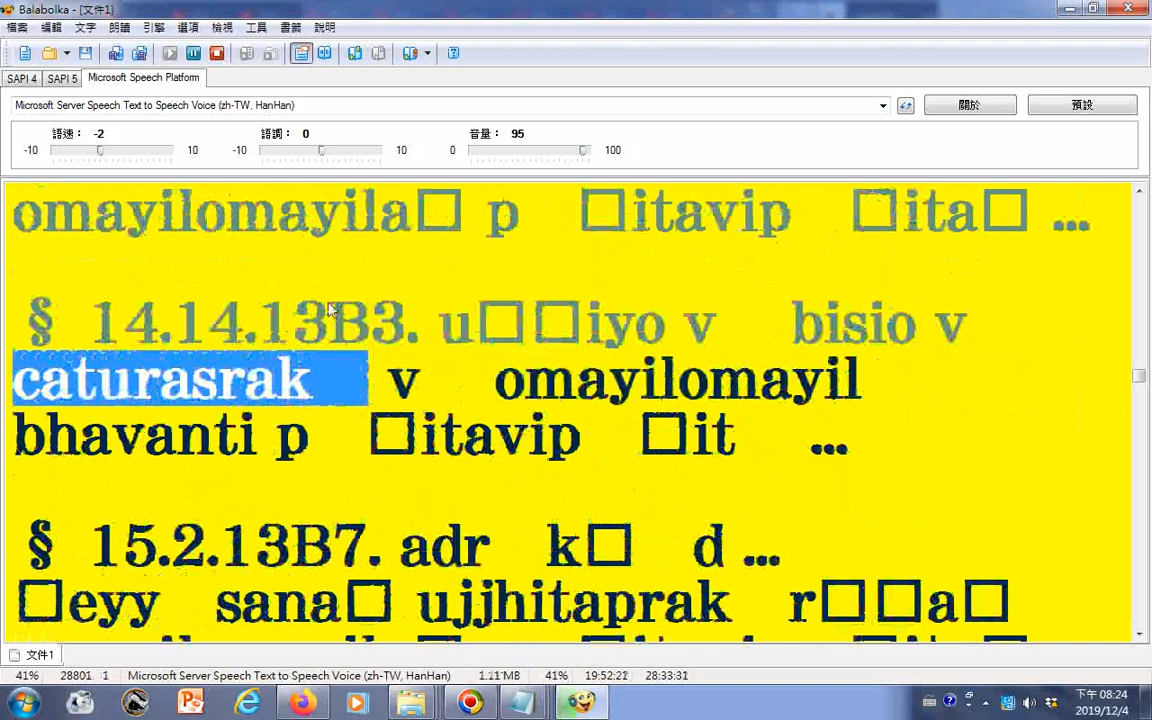 Balabolka - [文件1]
檔案 編輯 文字 朗讀 引擎 選項 檢視 工具 書籤 說明
SAPI 4 SAPI 5 Microsoft Speech Platform
Microsoft Server Speech Text to Speech Voice (zh-TW, HanHan) 關於 預設
語速： -2 語調： 0 音量： 95
-10 10 -10 10 0 100
omayilomayila□ p □itavip □ita□ ...
§ 14.14.13B3. u□□iyo v bisio v
caturasrak v omayilomayil
bhavanti p □itavip □it ...
§ 15.2.13B7. adr k□ d ...
□eyy sana□ ujjhitaprak r□□a□
文件1
41% 28801 :1 Microsoft Server Speech Text to Speech Voice (zh-TW, HanHan) 1.11 MB 41% 19:52:21 28:33:31
下午 08:24
2019/12/4